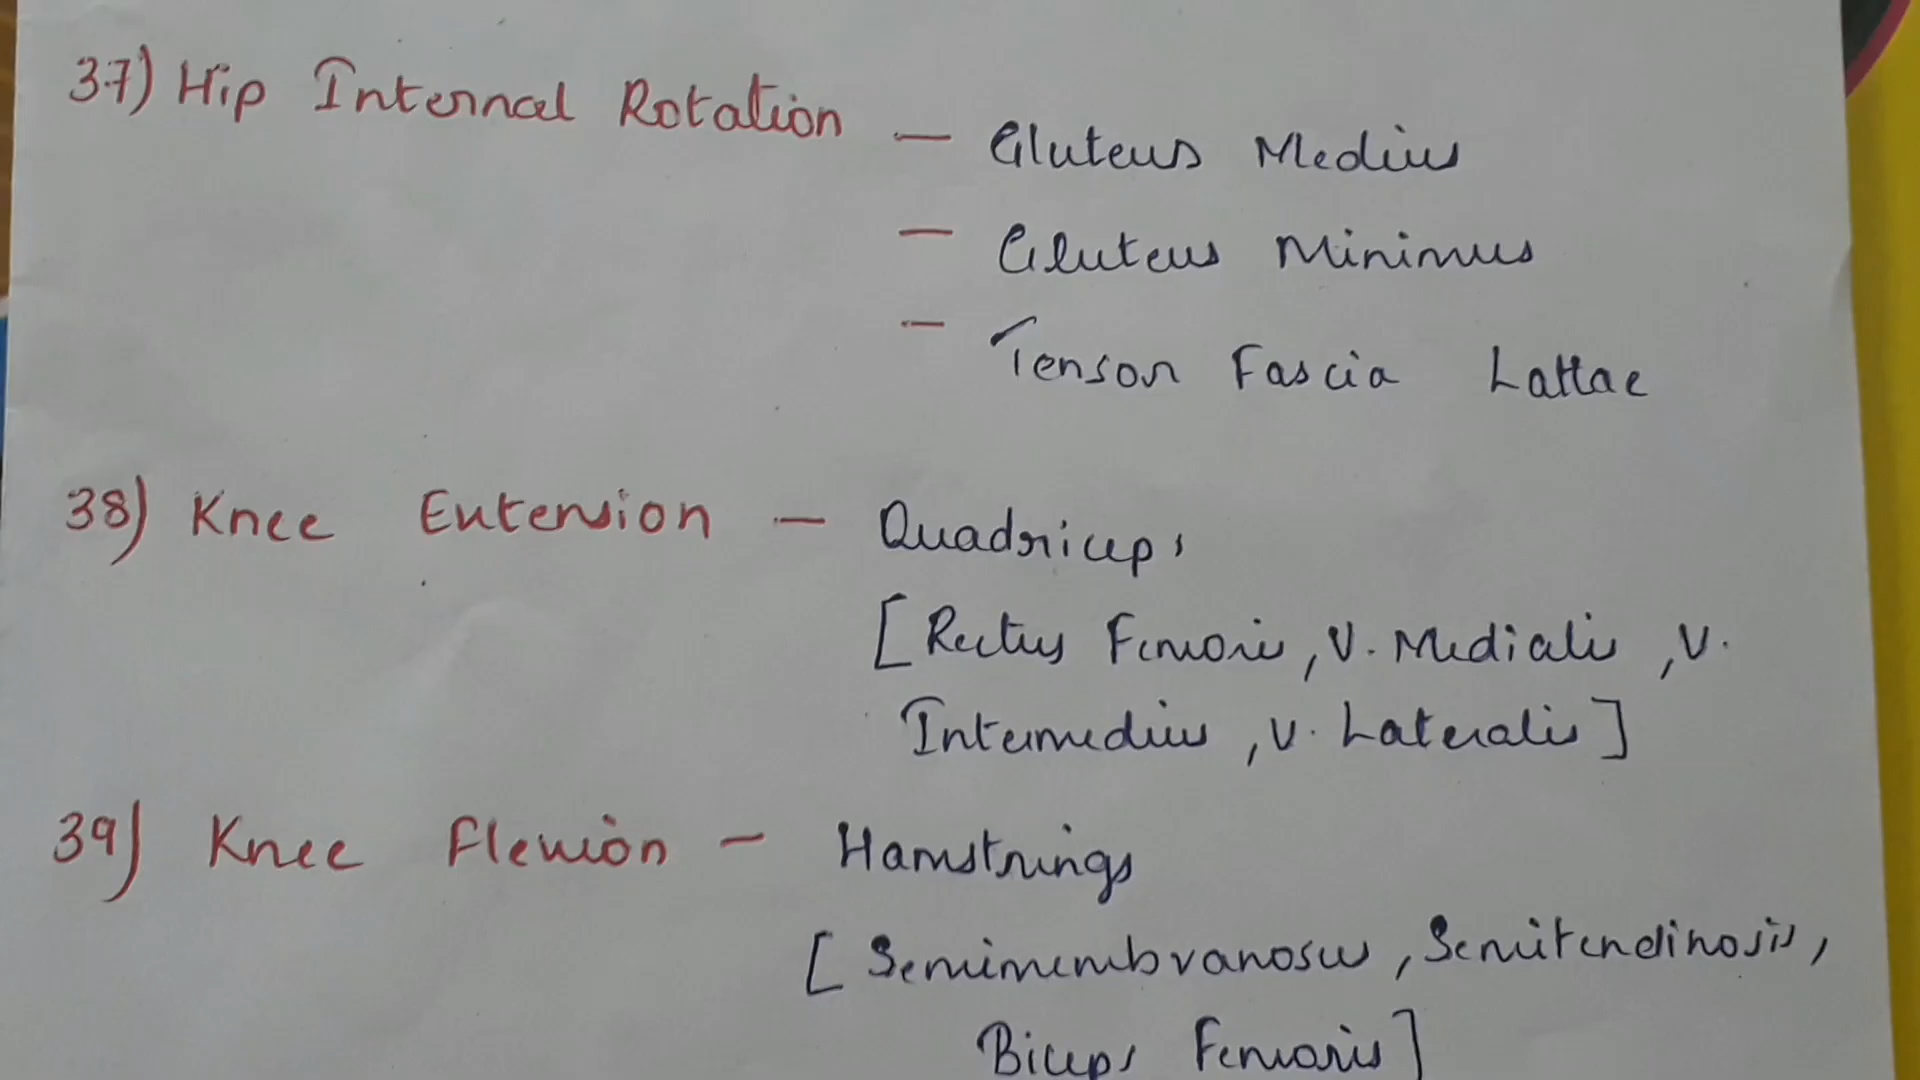 37) Hip Internal Rotation - Gluteus Medius
- Gluteus Minimus
- Tensor Fascia Lattae
38) Knee Extension - Quadriceps
[Rectus Femoris, V. Medialis, V.
Intermedius, V. Lateralis]
39) Knee Flexion - Hamstrings
[Semimembranosus, Semitendinosis,
Biceps Femoris]